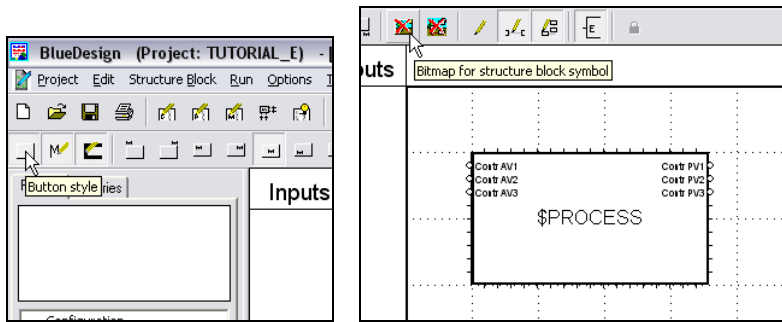 BlueDesign (Project: TUTORIAL_E) - [
Project Edit Structure Block Run Options
M
Button style
ries
Inputs
Configuration
uts
E
Bitmap for structure block symbol
Contr AV1
Contr AV2
Contr AV3
Contr PV1
Contr PV2
Contr PV3
$PROCESS